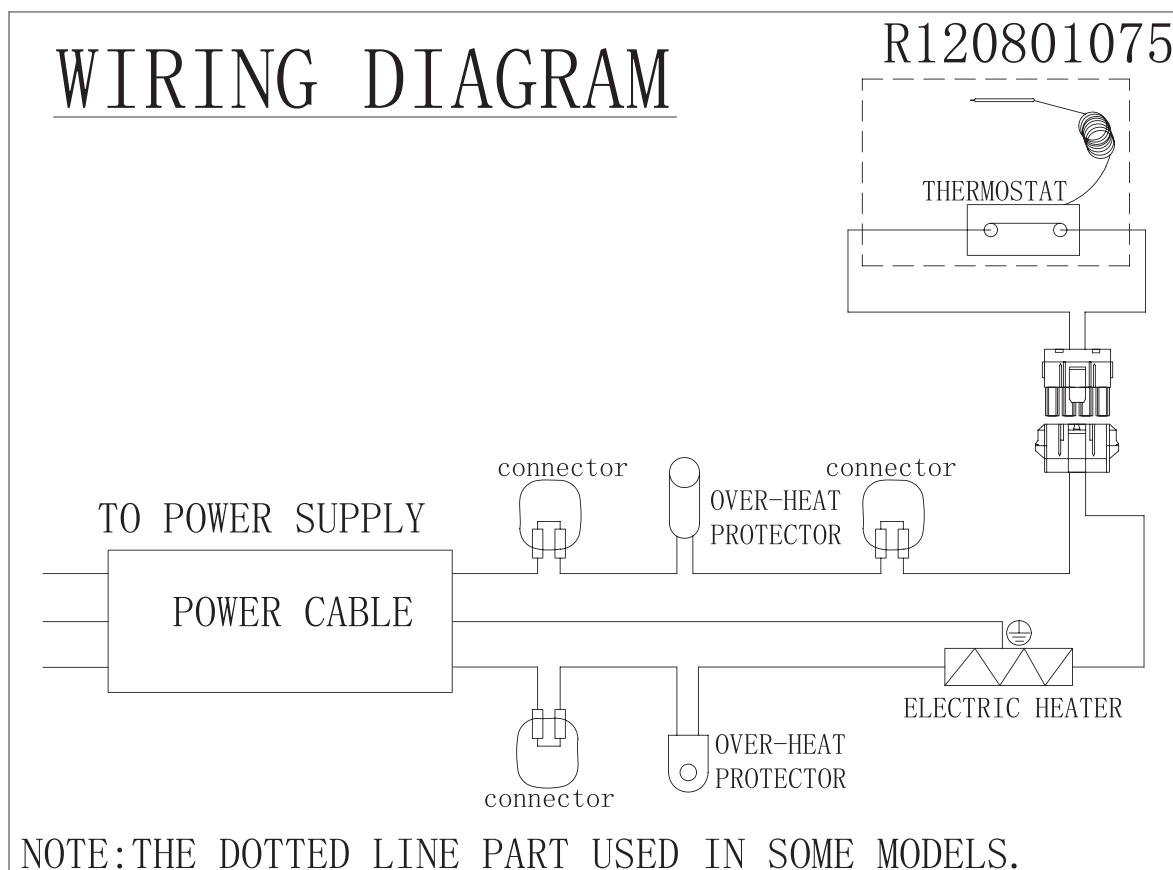 WIRING DIAGRAM
R120801075
THERMOSTAT
connector
connector
OVER-HEAT
PROTECTOR
TO POWER SUPPLY
POWER CABLE
ELECTRIC HEATER
OVER-HEAT
PROTECTOR
connector
NOTE:THE DOTTED LINE PART USED IN SOME MODELS.